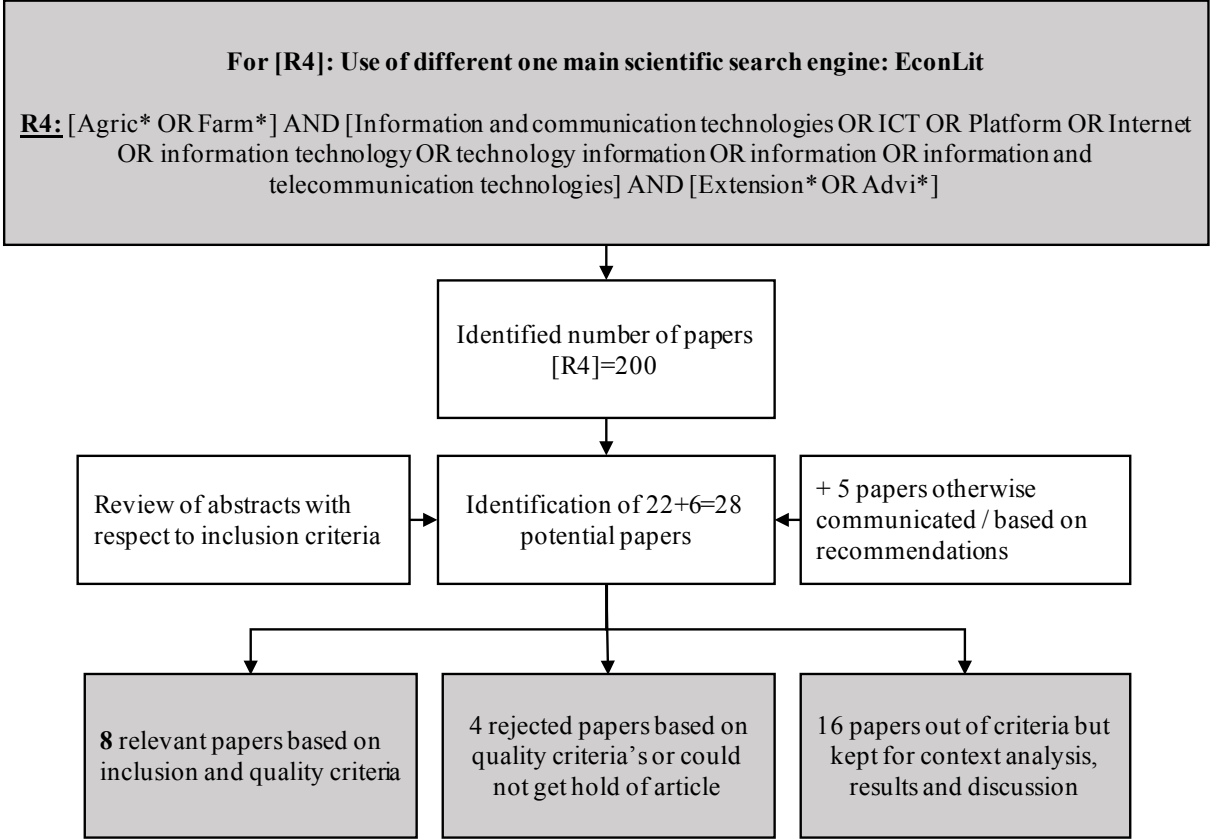 For [R4]: Use of different one main scientific search engine: EconLit
R4: [Agric* OR Farm*] AND [Information and communication technologies OR ICT OR Platform OR Internet
OR information technology OR technology information OR information OR information and
telecommunication technologies] AND [Extension* OR Advi*]
Identified number of papers
[R4]=200
Review of abstracts with
respect to inclusion criteria
Identification of 22+6=28
potential papers
+ 5 papers otherwise
communicated / based on
recommendations
8 relevant papers based on
inclusion and quality criteria
4 rejected papers based on
quality criteria's or could
not get hold of article
16 papers out of criteria but
kept for context analysis,
results and discussion